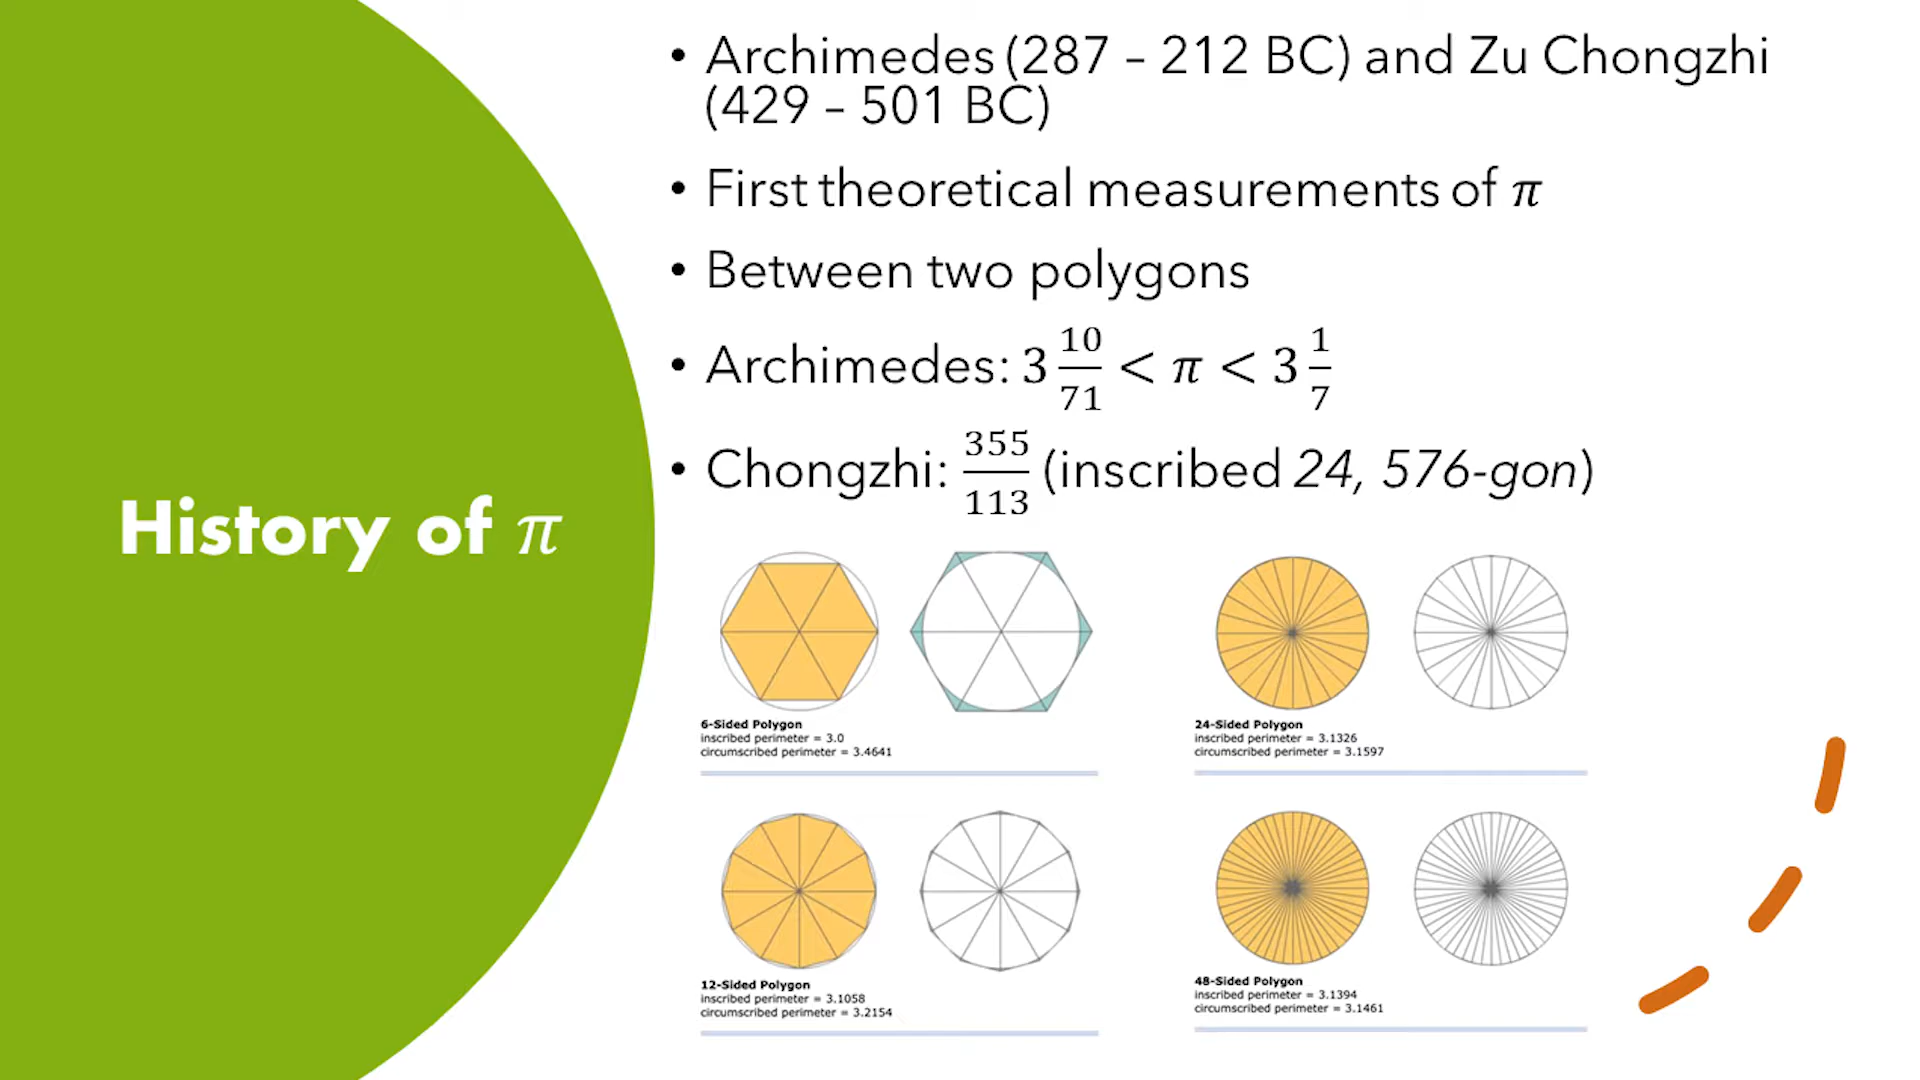 History of π
• Archimedes (287 – 212 BC) and Zu Chongzhi
(429 – 501 BC)
• First theoretical measurements of π
• Between two polygons
• Archimedes: 3 10/71 < π < 3 1/7
• Chongzhi: 355/113 (inscribed 24, 576-gon)
6-Sided Polygon
inscribed perimeter = 3.0
circumscribed perimeter = 3.4641
24-Sided Polygon
inscribed perimeter = 3.1326
circumscribed perimeter = 3.1597
12-Sided Polygon
inscribed perimeter = 3.1058
circumscribed perimeter = 3.2154
48-Sided Polygon
inscribed perimeter = 3.1394
circumscribed perimeter = 3.1461